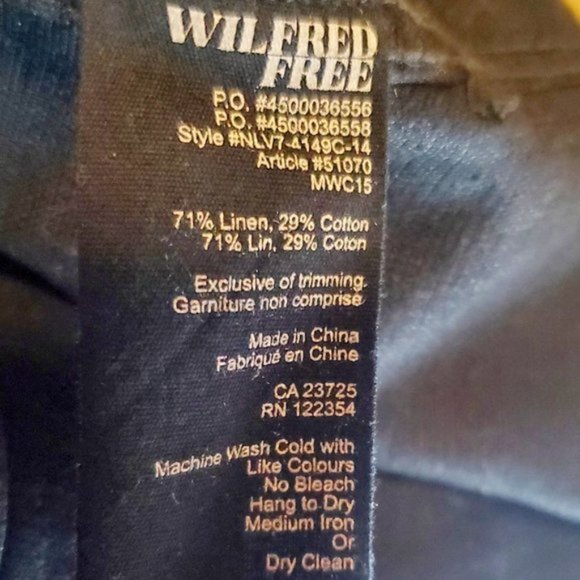 WILFRED
FREE
P.O. #4500036556
P.O. #4500036558
Style #NLV7-4149C-14
Article #51070
MWC15
71% Linen, 29% Cotton
71% Lin, 29% Coton
Exclusive of trimming.
Garniture non comprise
Made in China
Fabriqué en Chine
CA 23725
RN 122354
Machine Wash Cold with
Like Colours
No Bleach
Hang to Dry
Medium Iron
Or
Dry Clean